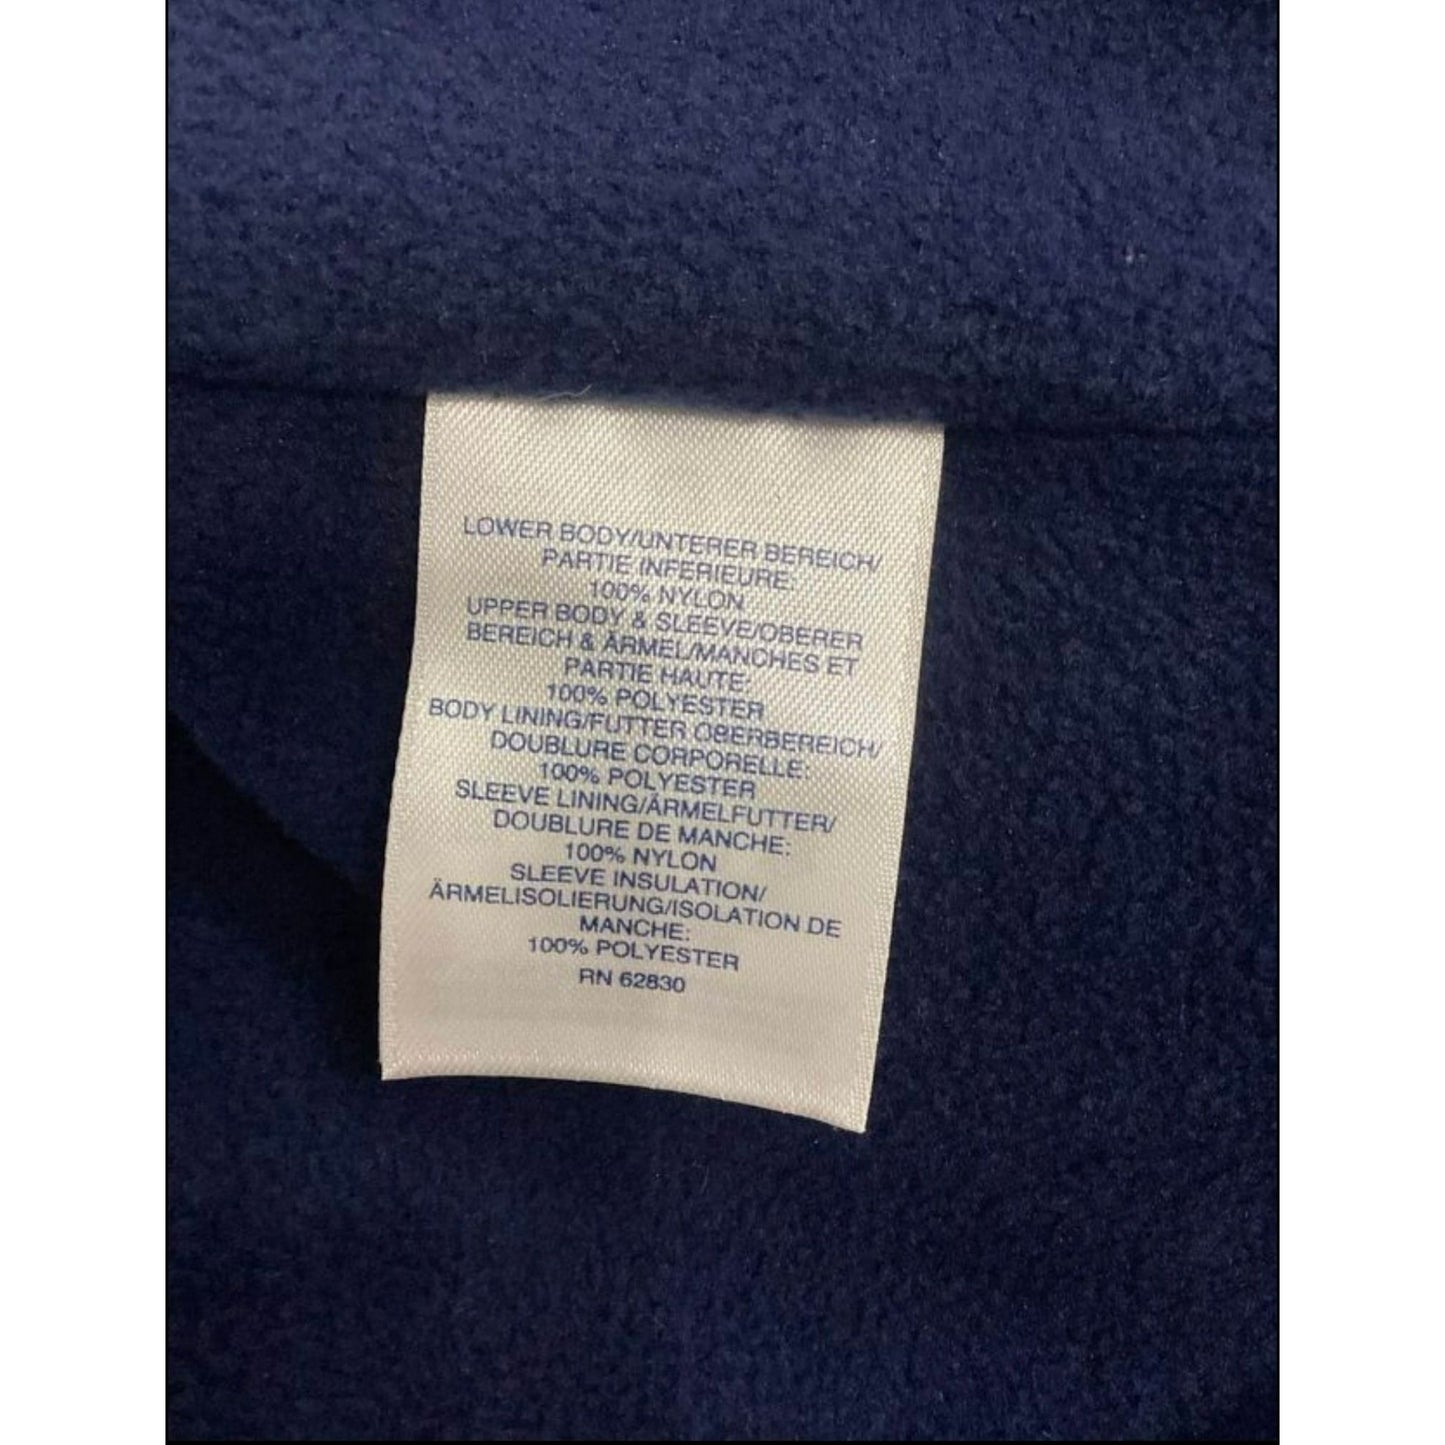 LOWER BODY/UNTERER BEREICH/
PARTIE INFERIEURE:
100% NYLON
UPPER BODY & SLEEVE/OBERER
BEREICH & ÄRMEL/MANCHES ET
PARTIE HAUTE:
100% POLYESTER
BODY LINING/FUTTER OBERBEREICH/
DOUBLURE CORPORELLE:
100% POLYESTER
SLEEVE LINING/ÄRMELFUTTER/
DOUBLURE DE MANCHE:
100% NYLON
SLEEVE INSULATION/
ÄRMELISOLIERUNG/ISOLATION DE
MANCHE:
100% POLYESTER
RN 62830